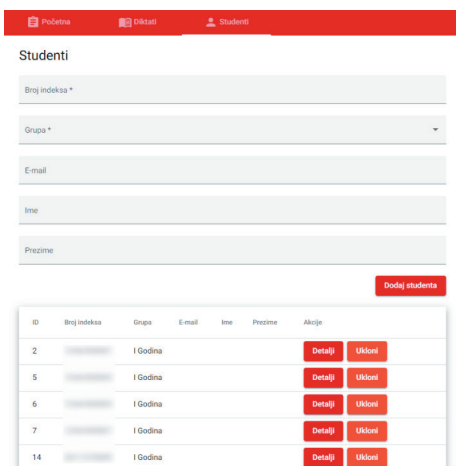 Početna Diktati Studenti
Studenti
Broj indeksa *
Grupa *
E-mail
Ime
Prezime
Dodaj studenta
ID Broj indeksa Grupa E-mail Ime Prezime Akcije
2 I Godina Detalji Ukloni
5 I Godina Detalji Ukloni
6 I Godina Detalji Ukloni
7 I Godina Detalji Ukloni
14 I Godina Detalji Ukloni